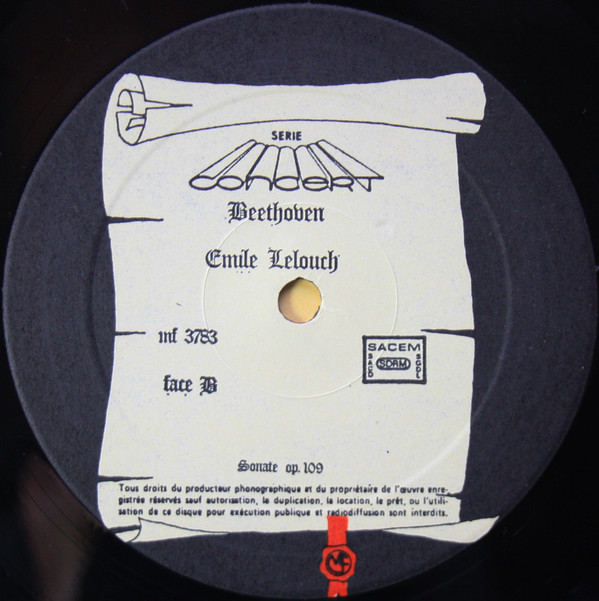 SERIE
CONCERT
Beethoven
Emile Lelouch
mf 3783
SACEM
SACD
SDRM
SGDL
face B
Sonate op. 109
Tous droits du producteur phonographique et du propriétaire de l'œuvre enre-
gistrée réservés sauf autorisation, la duplication, la location, le prêt, ou l'utili-
sation de ce disque pour exécution publique et radiodiffusion sont interdits.
MF